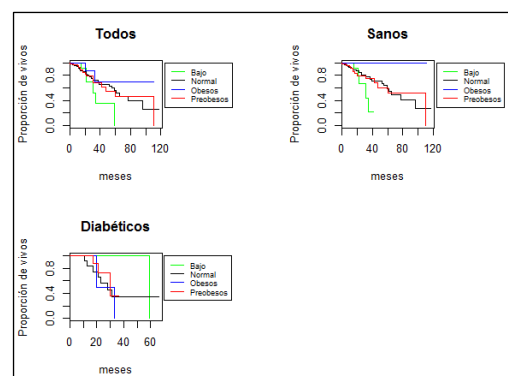 Todos
Proporción de vivos
0.0 0.4 0.8
0 40 80 120
meses
Bajo
Normal
Obesos
Preobesos
Sanos
Proporción de vivos
0.0 0.4 0.8
0 40 80 120
meses
Bajo
Normal
Obesos
Preobesos
Diabéticos
Proporción de vivos
0.0 0.4 0.8
0 20 40 60
meses
Bajo
Normal
Obesos
Preobesos